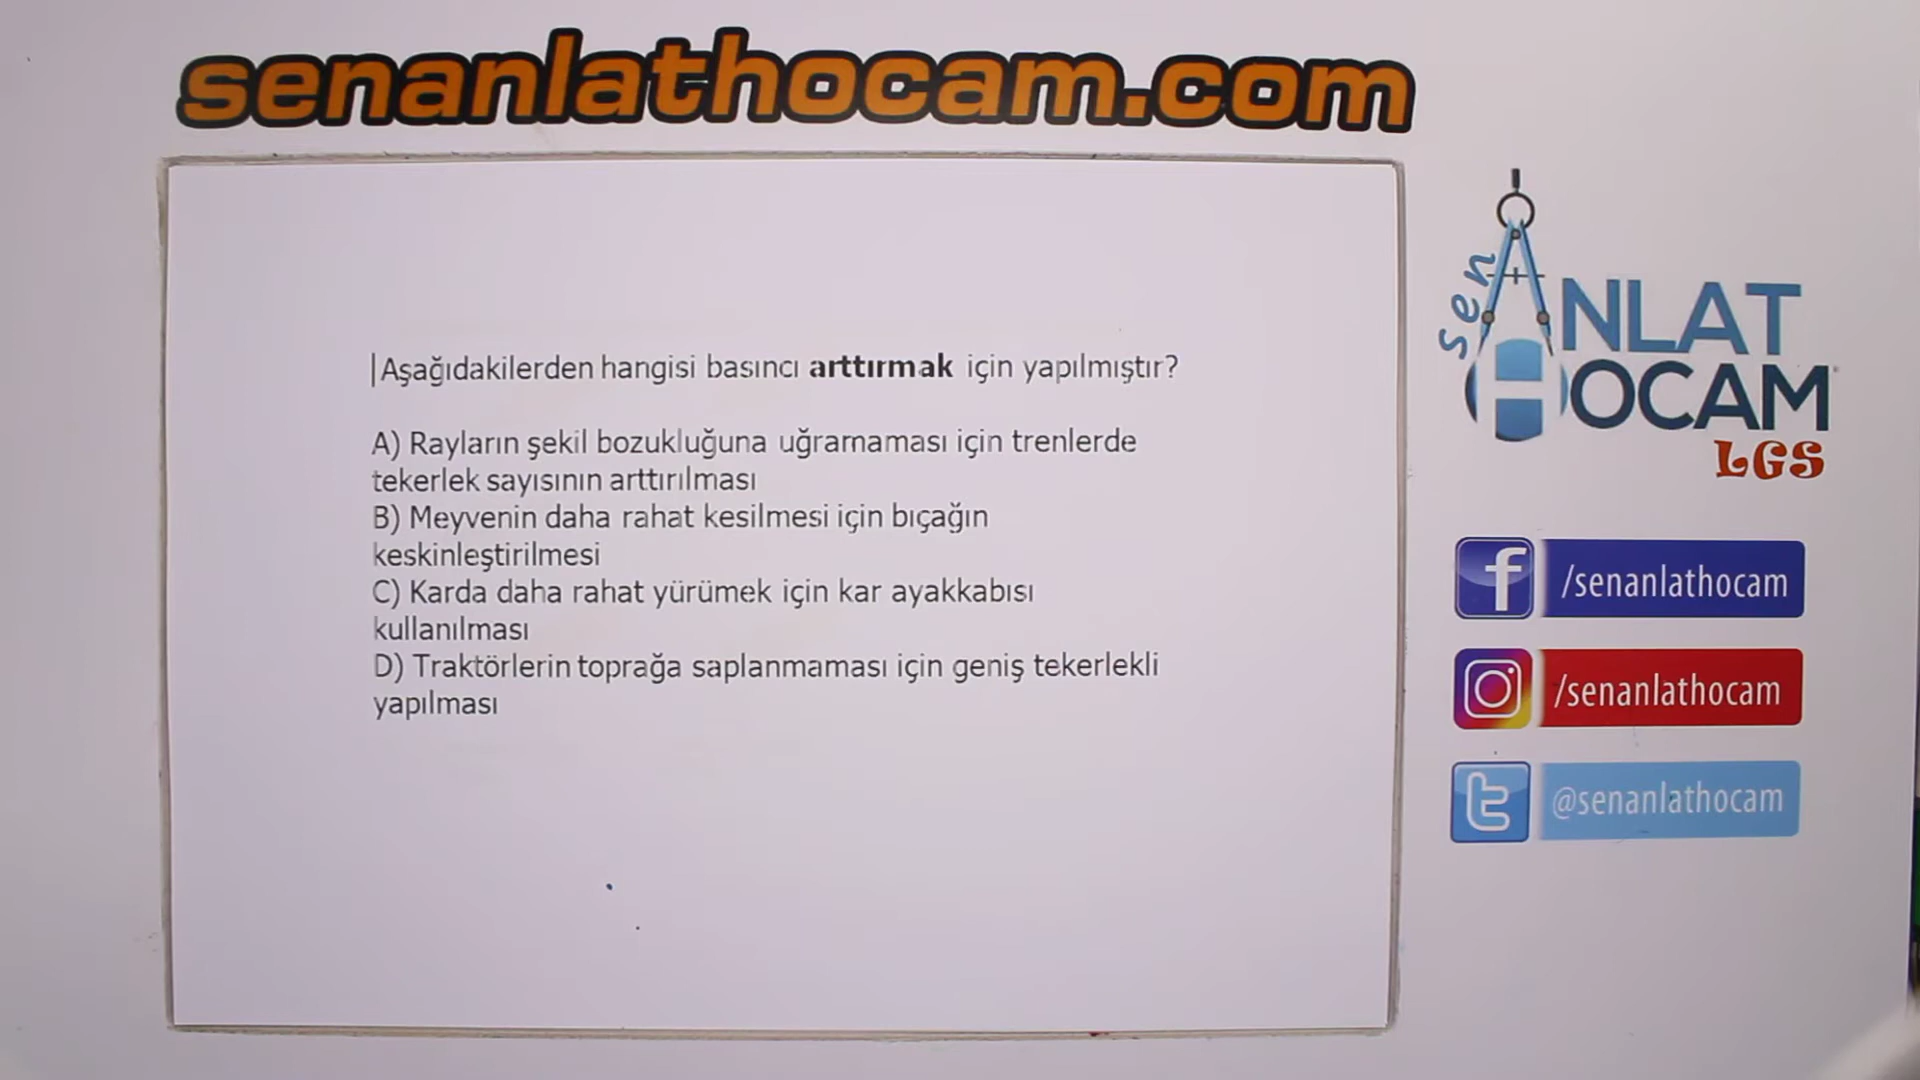 senanlathocam.com
Aşağıdakilerden hangisi basıncı arttırmak için yapılmıştır?
A) Rayların şekil bozukluğuna uğramaması için trenlerde
tekerlek sayısının arttırılması
B) Meyvenin daha rahat kesilmesi için bıçağın
keskinleştirilmesi
C) Karda daha rahat yürümek için kar ayakkabısı
kullanılması
D) Traktörlerin toprağa saplanmaması için geniş tekerlekli
yapılması
sen
ANLAT
HOCAM
LGS
f /senanlathocam
/senanlathocam
t @senanlathocam